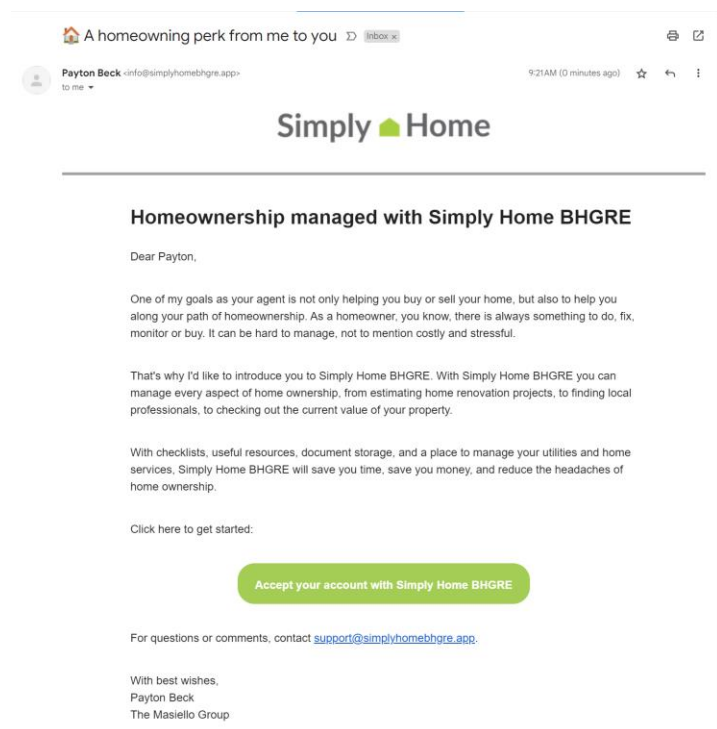 🏠 A homeowning perk from me to you Inbox x
Payton Beck <info@simplyhomebhgre.app> 9:21 AM (0 minutes ago)
to me
Simply Home
Homeownership managed with Simply Home BHGRE
Dear Payton,
One of my goals as your agent is not only helping you buy or sell your home, but also to help you
along your path of homeownership. As a homeowner, you know, there is always something to do, fix,
monitor or buy. It can be hard to manage, not to mention costly and stressful.
That's why I'd like to introduce you to Simply Home BHGRE. With Simply Home BHGRE you can
manage every aspect of home ownership, from estimating home renovation projects, to finding local
professionals, to checking out the current value of your property.
With checklists, useful resources, document storage, and a place to manage your utilities and home
services, Simply Home BHGRE will save you time, save you money, and reduce the headaches of
home ownership.
Click here to get started:
Accept your account with Simply Home BHGRE
For questions or comments, contact support@simplyhomebhgre.app.
With best wishes,
Payton Beck
The Masiello Group